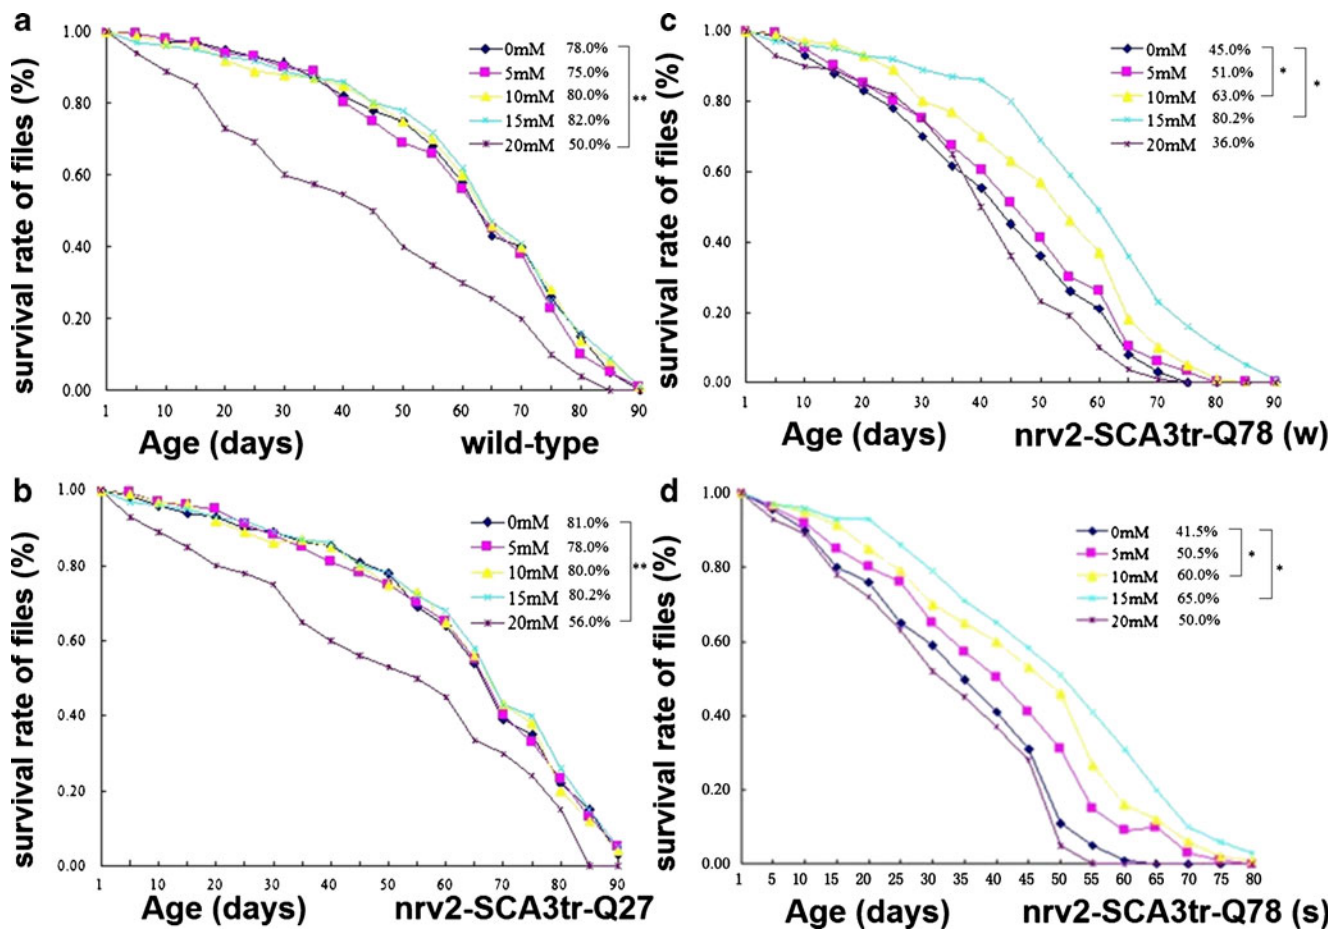 a
survival rate of files (%)
1.00
0.80
0.60
0.40
0.20
0.00
0mM 78.0%
5mM 75.0%
10mM 80.0%
15mM 82.0%
20mM 50.0%
**
1 10 20 30 40 50 60 70 80 90
Age (days) wild-type
c
survival rate of files (%)
1.00
0.80
0.60
0.40
0.20
0.00
0mM 45.0%
5mM 51.0%
10mM 63.0%
15mM 80.2%
20mM 36.0%
*
*
1 10 20 30 40 50 60 70 80 90
Age (days) nrv2-SCA3tr-Q78 (w)
b
survival rate of files (%)
1.00
0.80
0.60
0.40
0.20
0.00
0mM 81.0%
5mM 78.0%
10mM 80.0%
15mM 80.2%
20mM 56.0%
**
1 10 20 30 40 50 60 70 80 90
Age (days) nrv2-SCA3tr-Q27
d
survival rate of files (%)
1.00
0.80
0.60
0.40
0.20
0.00
0mM 41.5%
5mM 50.5%
10mM 60.0%
15mM 65.0%
20mM 50.0%
*
*
1 5 10 15 20 25 30 35 40 45 50 55 60 65 70 75 80
Age (days) nrv2-SCA3tr-Q78 (s)